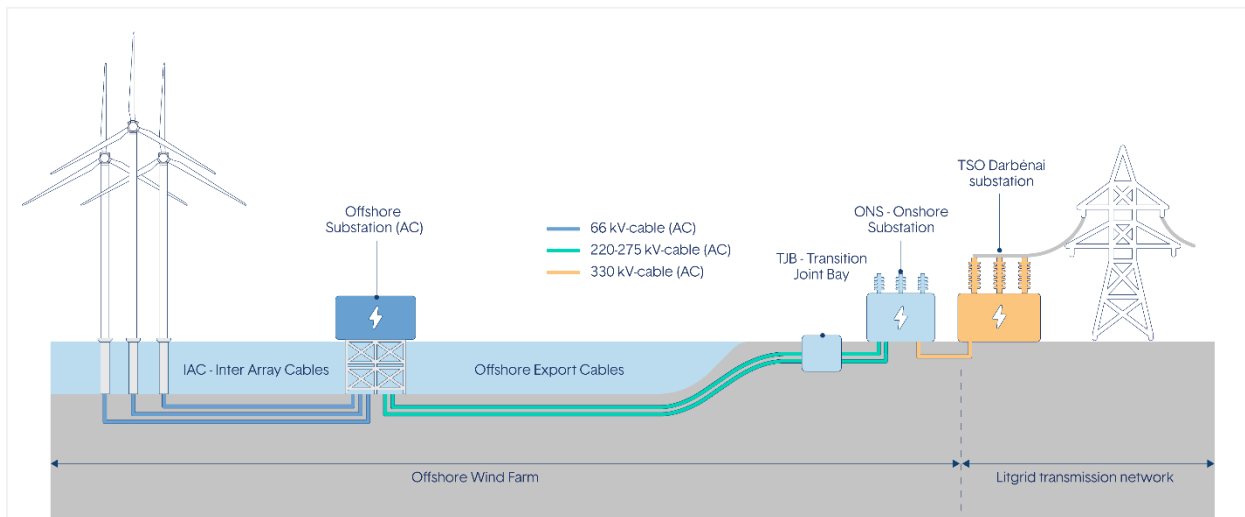 TSO Darbėnai
substation
Offshore
Substation (AC)
ONS - Onshore
Substation
66 kV-cable (AC)
220-275 kV-cable (AC)
330 kV-cable (AC)
TJB - Transition
Joint Bay
IAC - Inter Array Cables
Offshore Export Cables
Offshore Wind Farm
Litgrid transmission network